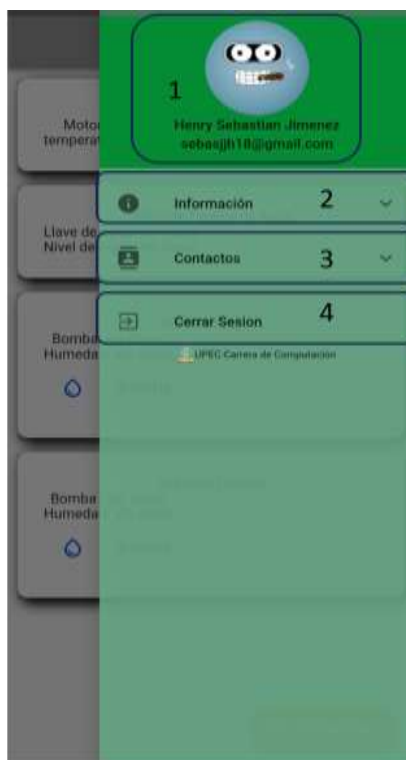 1
Henry Sebastian Jimenez
sebasjjh18@gmail.com
Información 2
Contactos 3
Cerrar Sesion 4
UPEC Carrera de Computación
Motor
temperat
Llave de
Nivel de
Bomba
Humeda
Bomba
Humeda